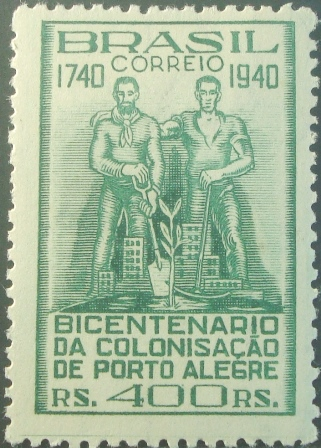 BRASIL
CORREIO
1740 1940
BICENTENARIO
DA COLONISAÇÃO
DE PORTO ALEGRE
RS. 400 RS.